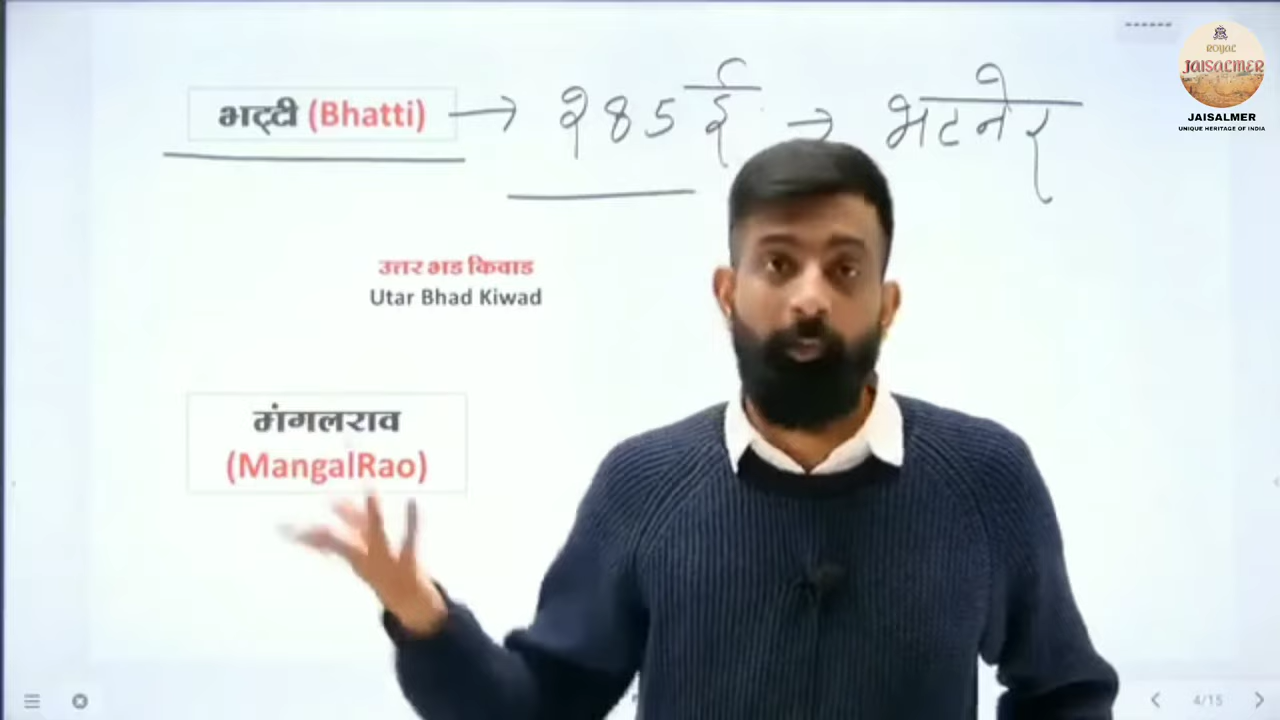 भट्टी (Bhatti) → 285 ई → भटनेर
उत्तर भड किवाड
Utar Bhad Kiwad
मंगलराव
(MangalRao)
4/15
ROYAL
JAISALMER
JAISALMER
UNIQUE HERITAGE OF INDIA